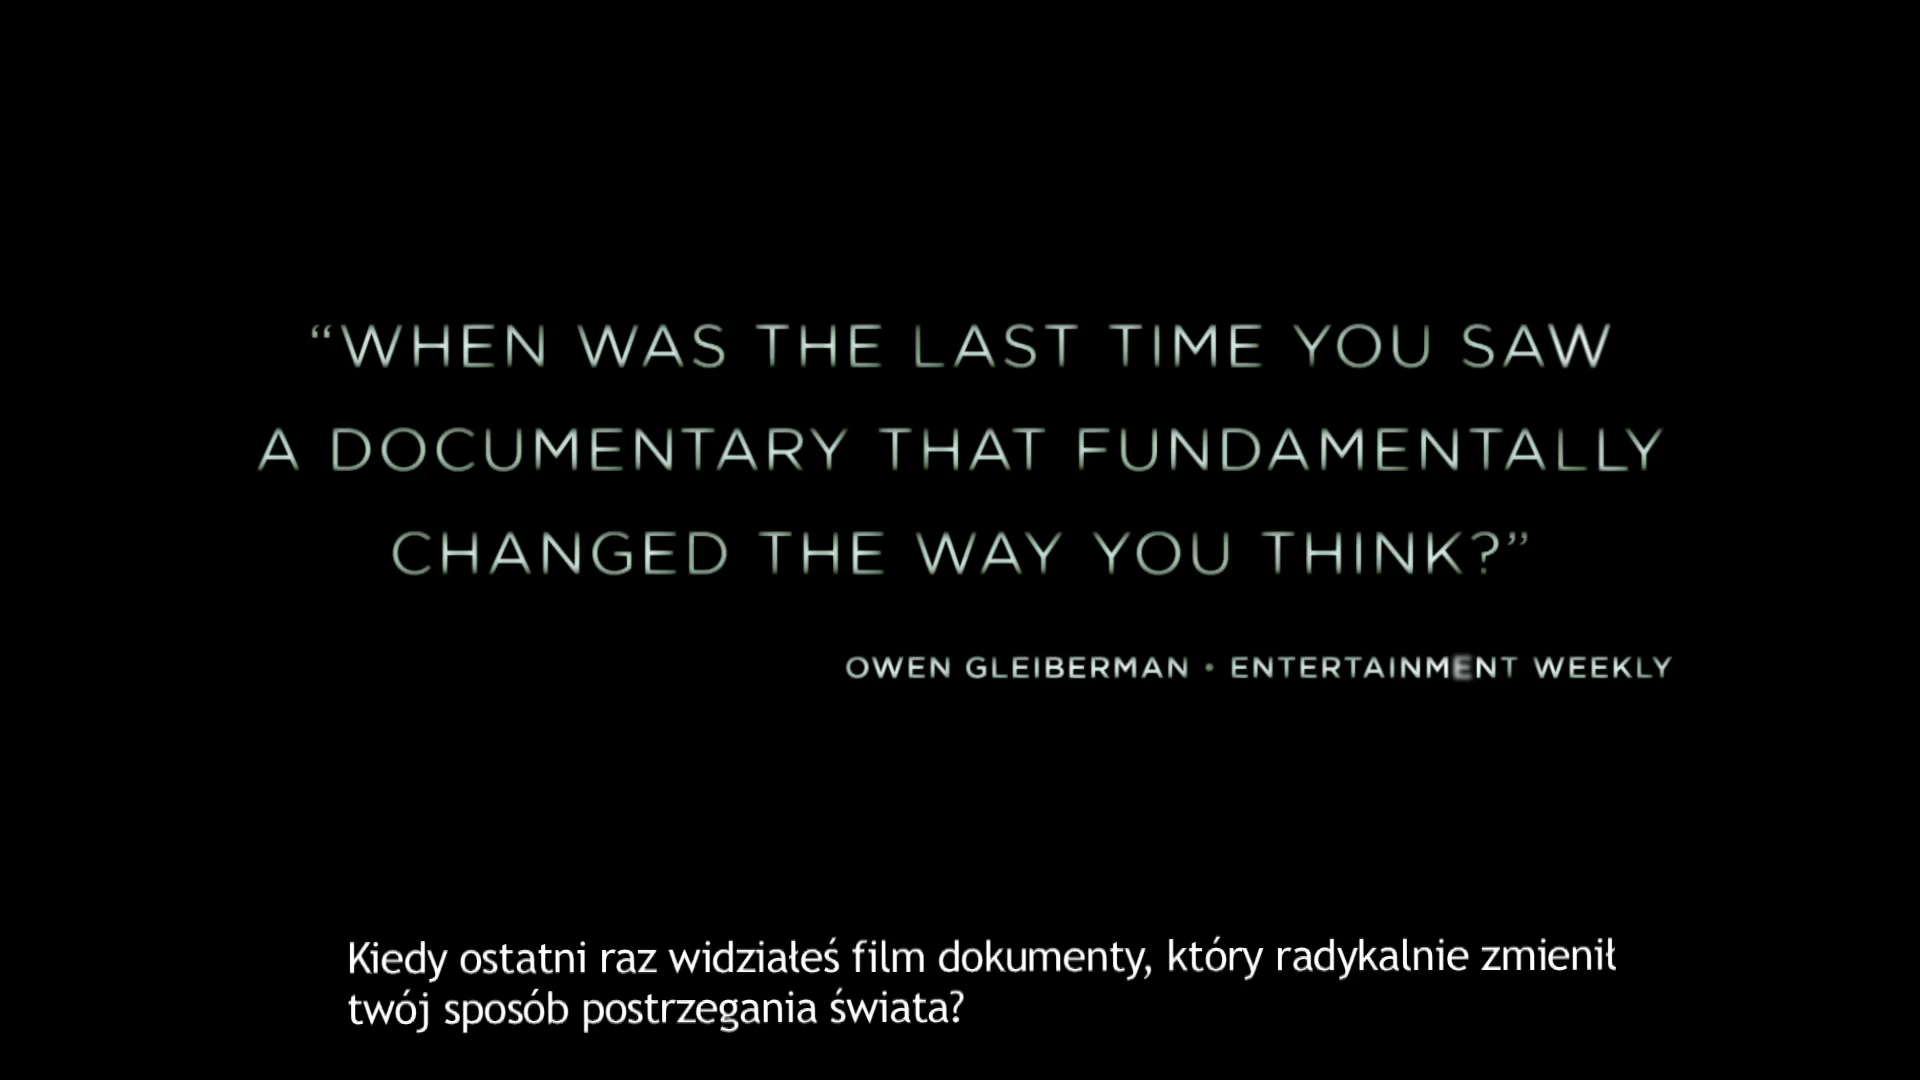 “WHEN WAS THE LAST TIME YOU SAW
A DOCUMENTARY THAT FUNDAMENTALLY
CHANGED THE WAY YOU THINK?”
OWEN GLEIBERMAN • ENTERTAINMENT WEEKLY
Kiedy ostatni raz widziałeś film dokumenty, który radykalnie zmienił
twój sposób postrzegania świata?